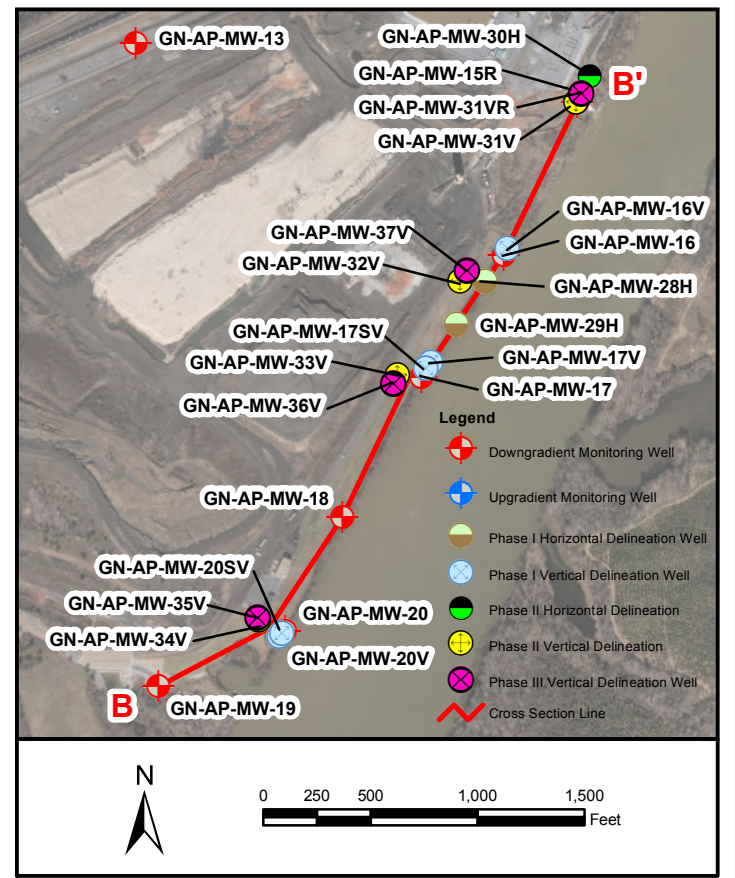 GN-AP-MW-13
GN-AP-MW-30H
GN-AP-MW-15R
B'
GN-AP-MW-31VR
GN-AP-MW-31V
GN-AP-MW-16V
GN-AP-MW-37V
GN-AP-MW-16
GN-AP-MW-32V
GN-AP-MW-28H
GN-AP-MW-17SV
GN-AP-MW-29H
GN-AP-MW-33V
GN-AP-MW-17V
GN-AP-MW-17
GN-AP-MW-36V
Legend
Downgradient Monitoring Well
Upgradient Monitoring Well
Phase I Horizontal Delineation Well
Phase I Vertical Delineation Well
Phase II Horizontal Delineation
Phase II Vertical Delineation
Phase III Vertical Delineation Well
Cross Section Line
GN-AP-MW-18
GN-AP-MW-20SV
GN-AP-MW-35V
GN-AP-MW-20
GN-AP-MW-34V
GN-AP-MW-20V
B
GN-AP-MW-19
N
0 250 500 1,000 1,500
Feet